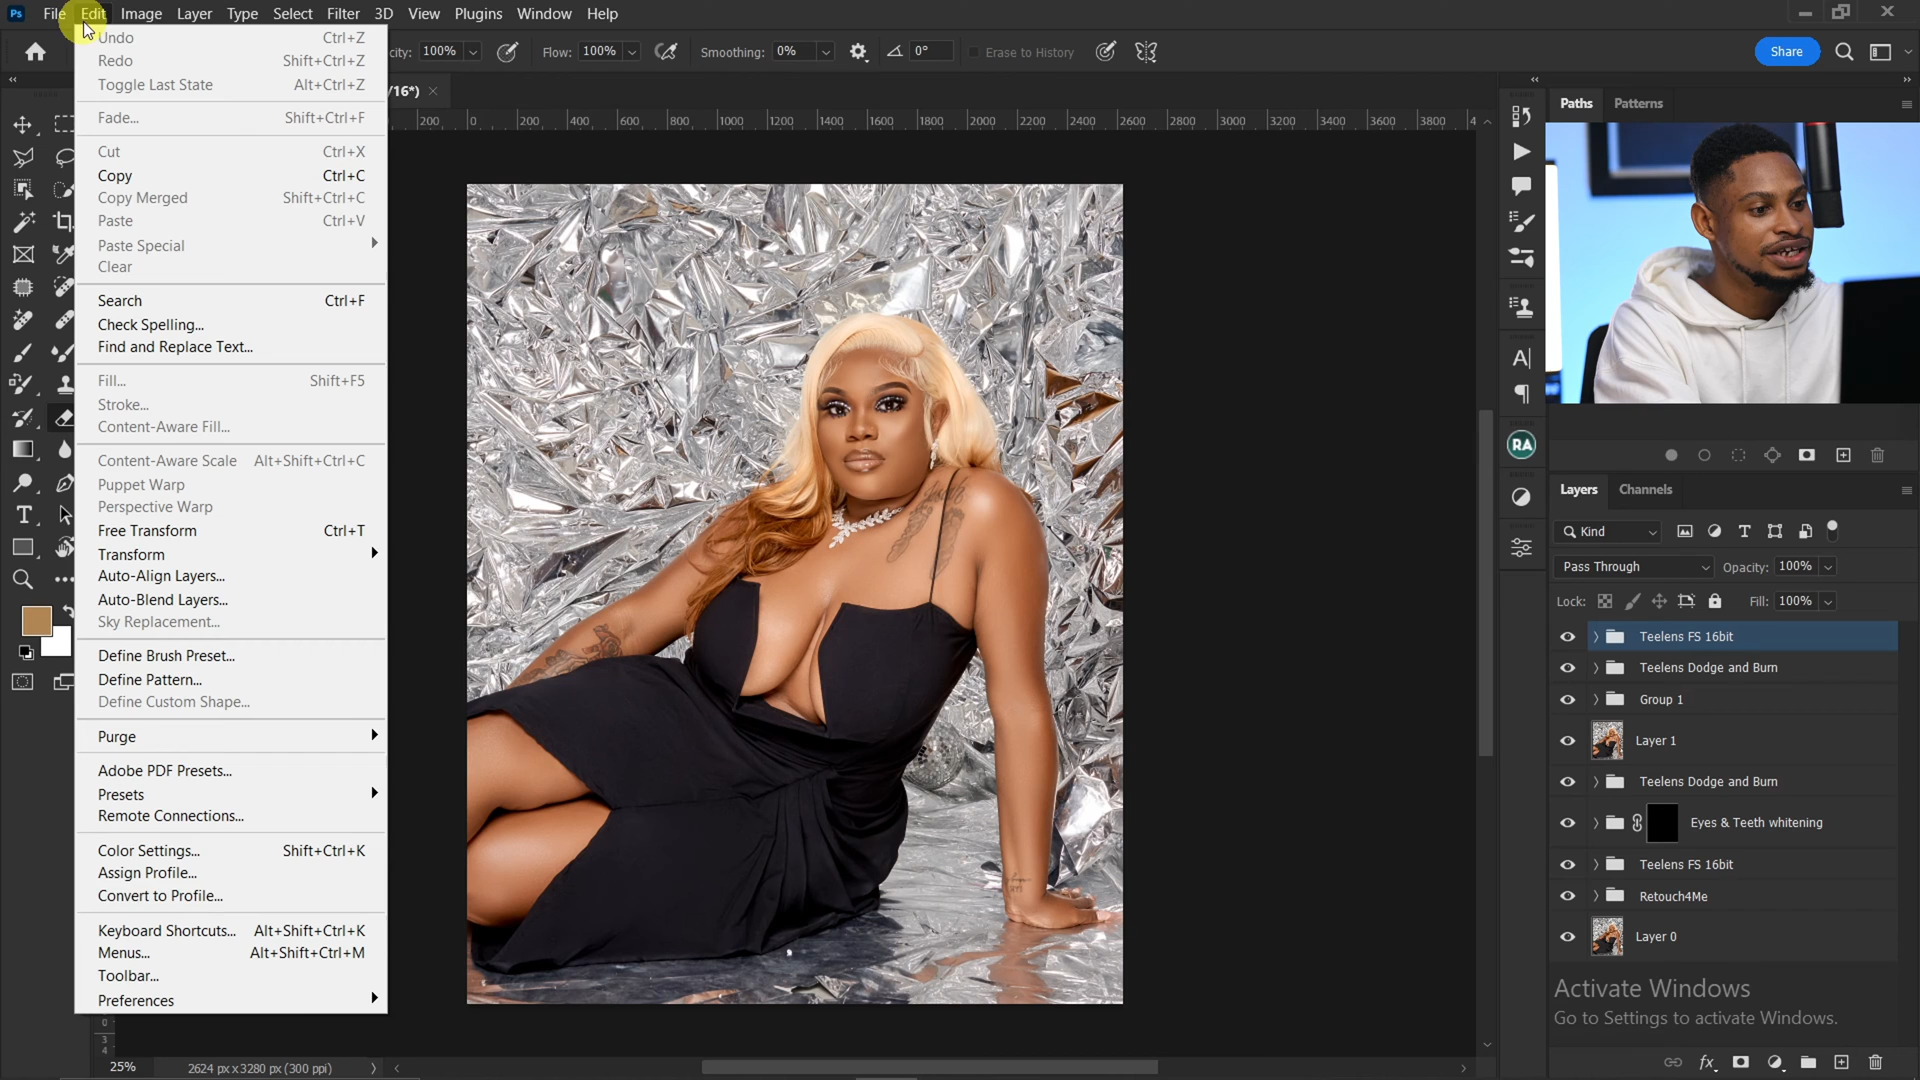 Ps File Edit Image Layer Type Select Filter 3D View Plugins Window Help
city: 100% Flow: 100% Smoothing: 0% 0° Erase to History Share
/16*)
200 0 200 400 600 800 1000 1200 1400 1600 1800 2000 2200 2400 2600 2800 3000 3200 3400 3600 3800 4
Undo Ctrl+Z
Redo Shift+Ctrl+Z
Toggle Last State Alt+Ctrl+Z
Fade... Shift+Ctrl+F
Cut Ctrl+X
Copy Ctrl+C
Copy Merged Shift+Ctrl+C
Paste Ctrl+V
Paste Special
Clear
Search Ctrl+F
Check Spelling...
Find and Replace Text...
Fill... Shift+F5
Stroke...
Content-Aware Fill...
Content-Aware Scale Alt+Shift+Ctrl+C
Puppet Warp
Perspective Warp
Free Transform Ctrl+T
Transform
Auto-Align Layers...
Auto-Blend Layers...
Sky Replacement...
Define Brush Preset...
Define Pattern...
Define Custom Shape...
Purge
Adobe PDF Presets...
Presets
Remote Connections...
Color Settings... Shift+Ctrl+K
Assign Profile...
Convert to Profile...
Keyboard Shortcuts... Alt+Shift+Ctrl+K
Menus... Alt+Shift+Ctrl+M
Toolbar...
Preferences
0
3
4
25% 2624 px x 3280 px (300 ppi)
Paths Patterns
RA
Layers Channels
Kind
Pass Through Opacity: 100%
Lock: Fill: 100%
Teelens FS 16bit
Teelens Dodge and Burn
Group 1
Layer 1
Teelens Dodge and Burn
Eyes & Teeth whitening
Teelens FS 16bit
Retouch4Me
Layer 0
Activate Windows
Go to Settings to activate Windows.
fx